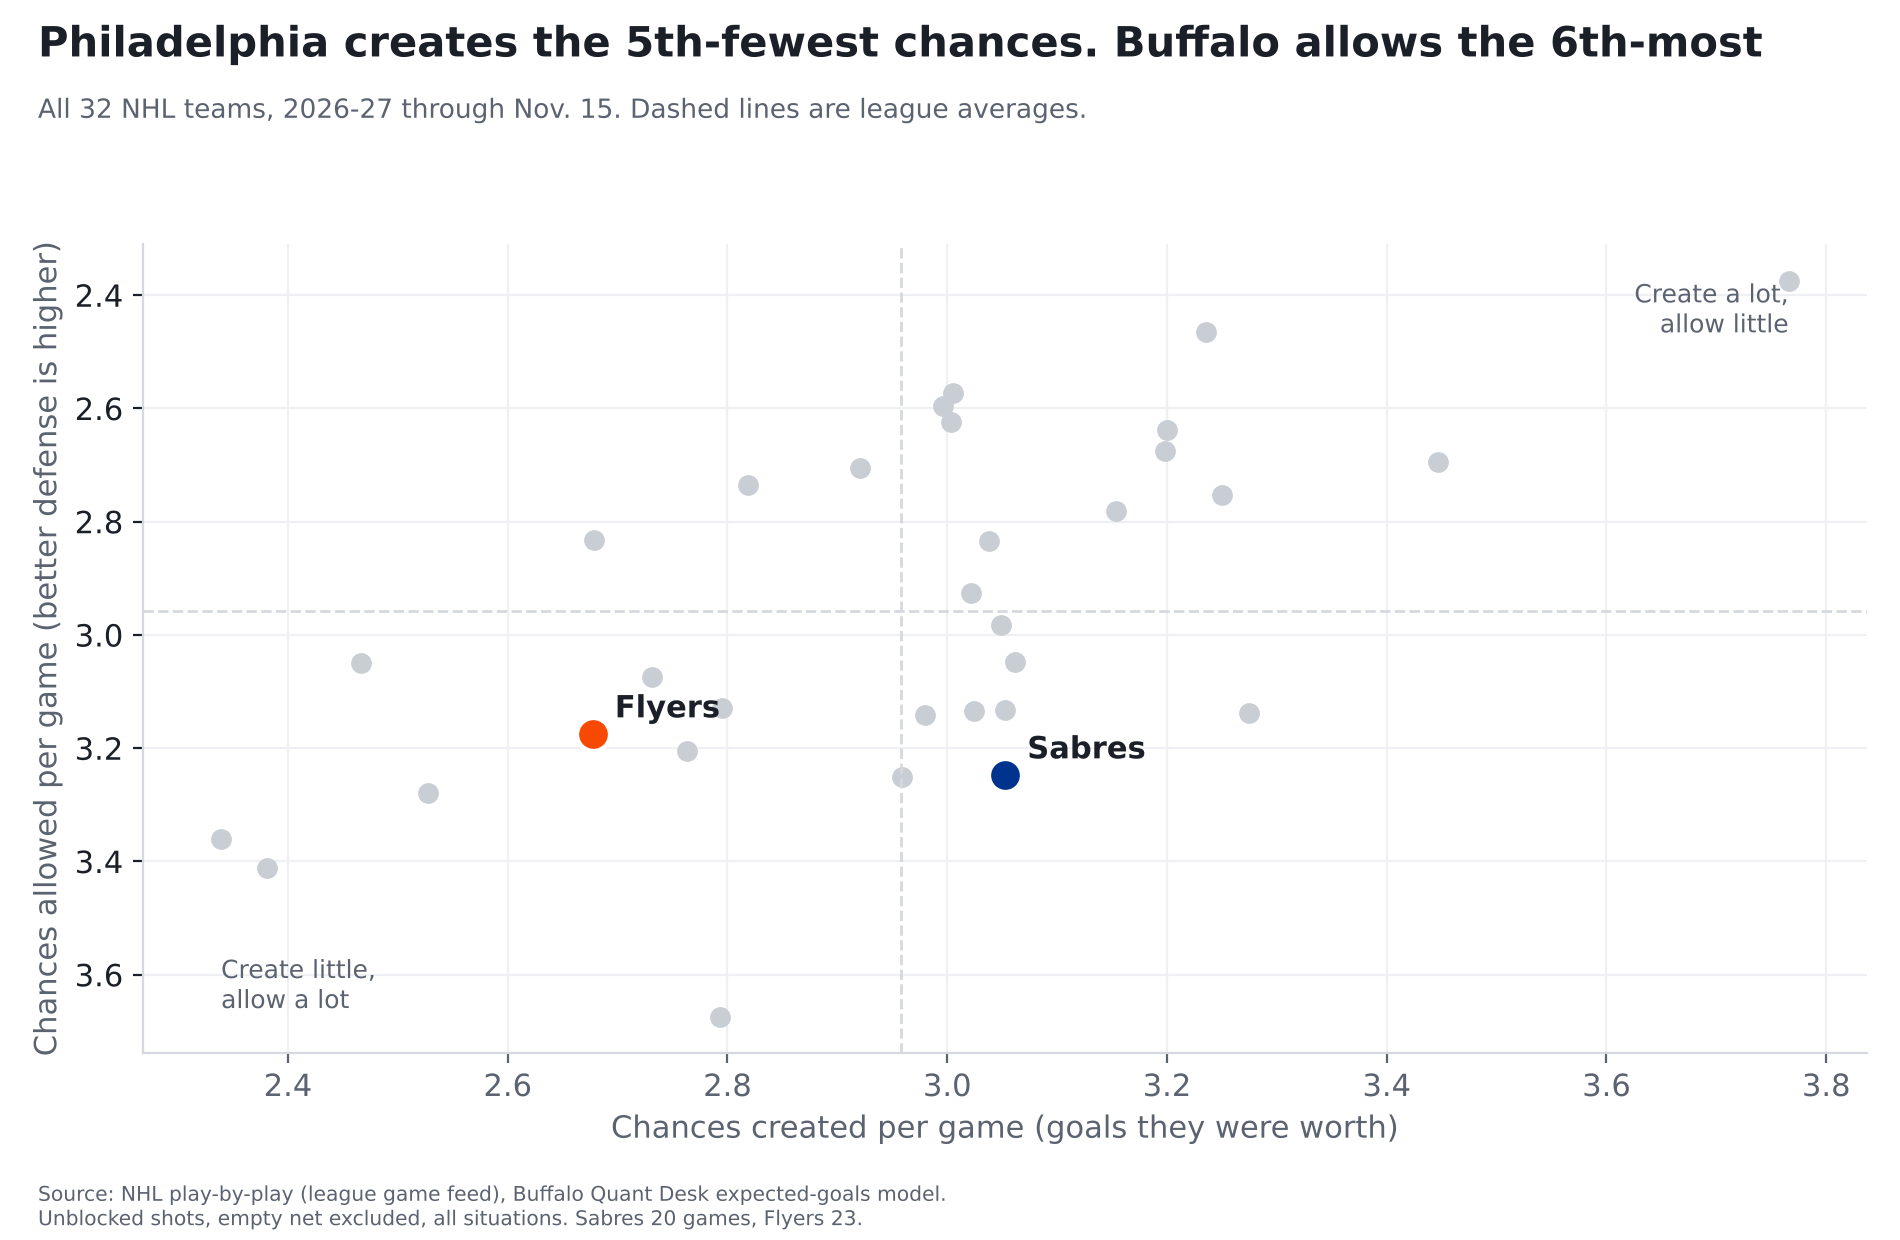 Philadelphia creates the 5th-fewest chances. Buffalo allows the 6th-most
All 32 NHL teams, 2026-27 through Nov. 15. Dashed lines are league averages.
Chances allowed per game (better defense is higher)
2.4
2.6
2.8
3.0
3.2
3.4
3.6
Create a lot,
allow little
Flyers
Sabres
Create little,
allow a lot
2.4
2.6
2.8
3.0
3.2
3.4
3.6
3.8
Chances created per game (goals they were worth)
Source: NHL play-by-play (league game feed), Buffalo Quant Desk expected-goals model.
Unblocked shots, empty net excluded, all situations. Sabres 20 games, Flyers 23.